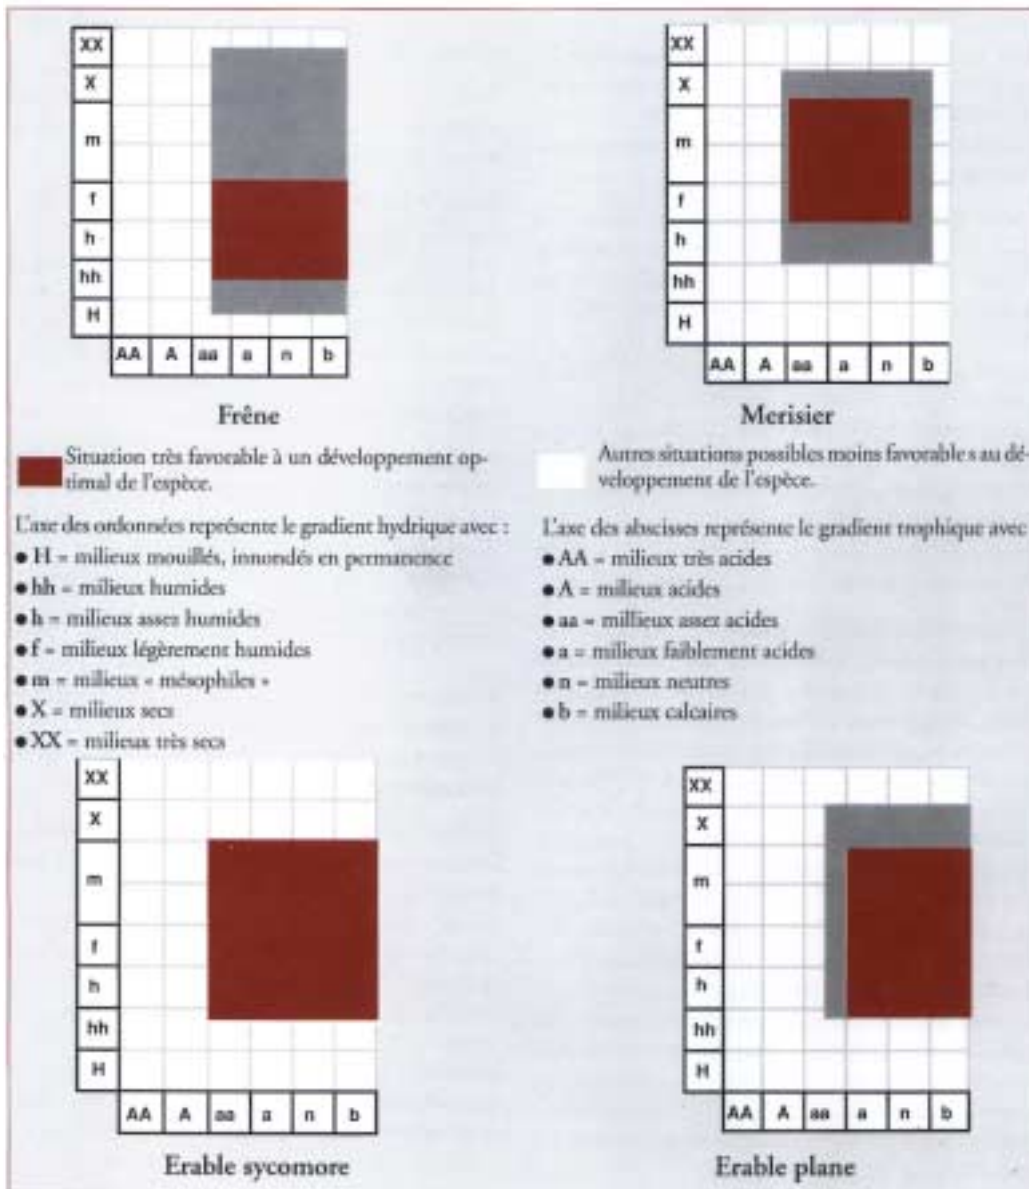 XX
X
m
f
h
hh
H
AA A aa a n b
Frêne
XX
X
m
f
h
hh
H
AA A aa a n b
Merisier
Situation très favorable à un développement op-
timal de l'espèce.
Autres situations possibles moins favorables au dé-
veloppement de l'espèce.
L'axe des ordonnées représente le gradient hydrique avec :
● H = milieux mouillés, innondés en permanence
● hh = milieux humides
● h = milieux assez humides
● f = milieux légèrement humides
● m = milieux « mésophiles »
● X = milieux secs
● XX = milieux très secs
L'axe des abscisses représente le gradient trophique avec
● AA = milieux très acides
● A = milieux acides
● aa = millieux assez acides
● a = milieux faiblement acides
● n = milieux neutres
● b = milieux calcaires
XX
X
m
f
h
hh
H
AA A aa a n b
Erable sycomore
XX
X
m
f
h
hh
H
AA A aa a n b
Erable plane